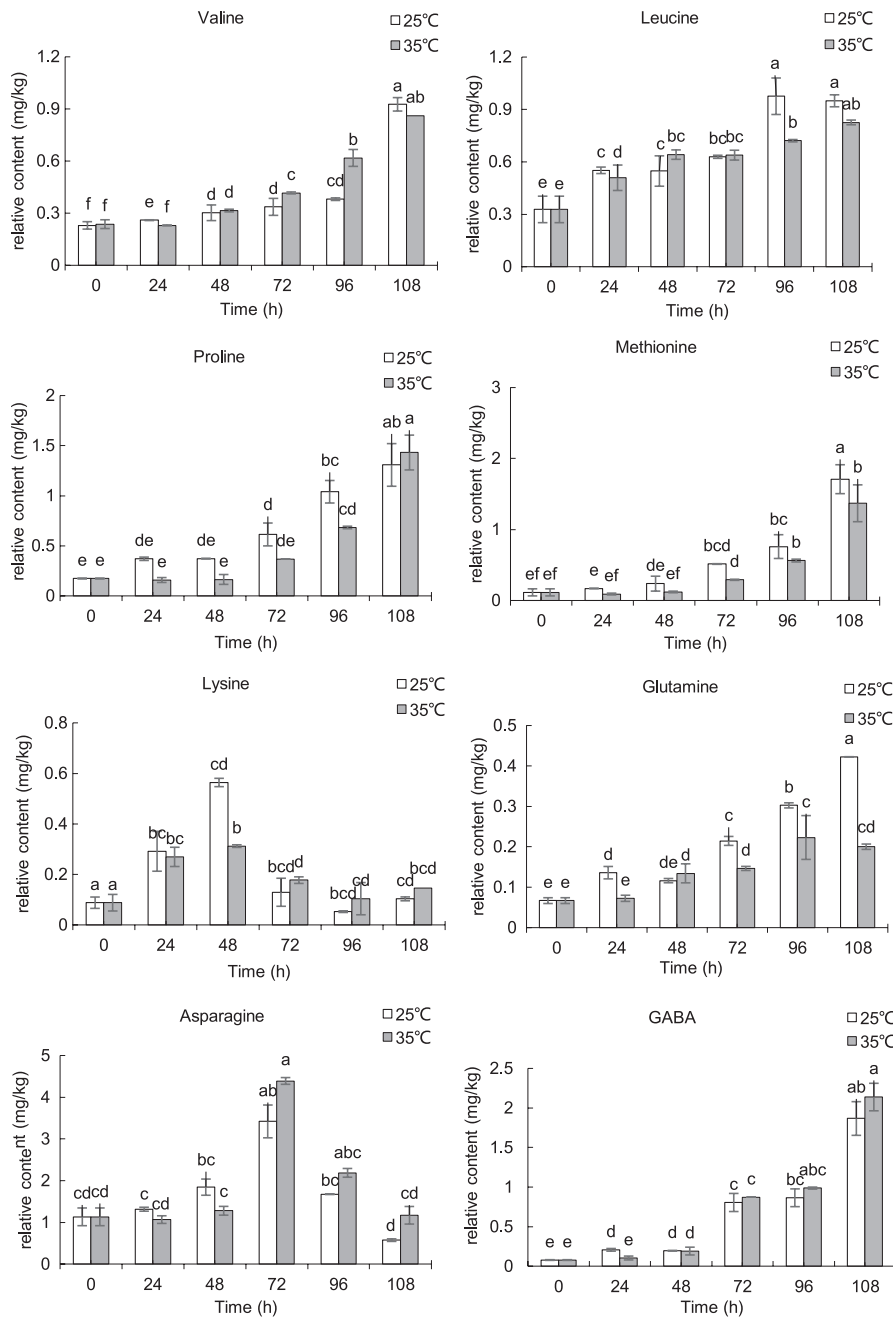 Valine
25℃
35℃
relative content (mg/kg)
1.2
0.9
0.6
0.3
0
f f e f d d d c cd b a ab
0 24 48 72 96 108
Time (h)
Leucine
25℃
35℃
relative content (mg/kg)
1.2
0.9
0.6
0.3
0
e e c d c bc bc bc a b a ab
0 24 48 72 96 108
Time (h)
Proline
25℃
35℃
relative content (mg/kg)
2
1.5
1
0.5
0
e e de e de e d de bc cd ab a
0 24 48 72 96 108
Time (h)
Methionine
25℃
35℃
relative content (mg/kg)
3
2
1
0
ef ef e ef de ef bcd d bc b a b
0 24 48 72 96 108
Time (h)
Lysine
25℃
35℃
relative content (mg/kg)
0.8
0.6
0.4
0.2
0
a a bc bc cd b bcd d bcd cd cd bcd
0 24 48 72 96 108
Time (h)
Glutamine
25℃
35℃
relative content (mg/kg)
0.5
0.4
0.3
0.2
0.1
0
e e d e de d c d b c a cd
0 24 48 72 96 108
Time (h)
Asparagine
25℃
35℃
relative content (mg/kg)
5
4
3
2
1
0
cd cd c cd bc c ab a bc abc d cd
0 24 48 72 96 108
Time (h)
GABA
25℃
35℃
relative content (mg/kg)
2.5
2
1.5
1
0.5
0
e e d d d d c c bc abc ab a
0 24 48 72 96 108
Time (h)